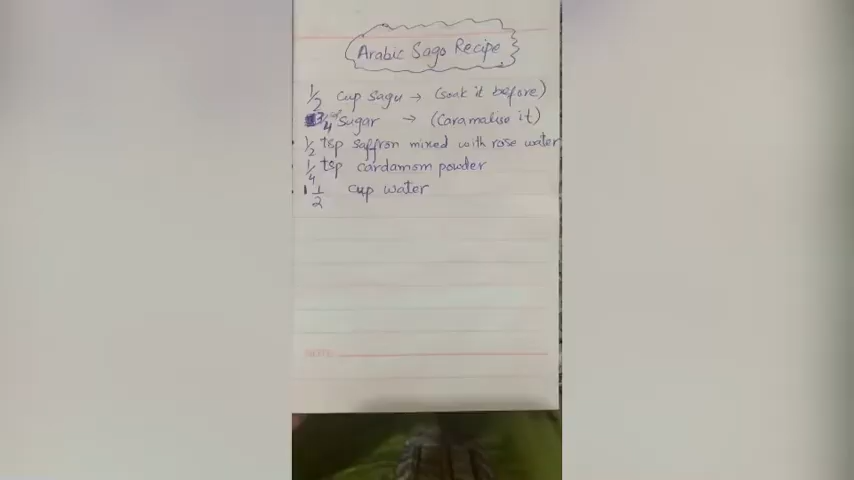 Arabic Sago Recipe
1/2 cup sagu → (soak it before)
3/4 Sugar → (Caramalise it)
1/2 tsp saffron mixed with rose water
1/4 tsp cardamom powder
1 1/2 cup water
NOTE